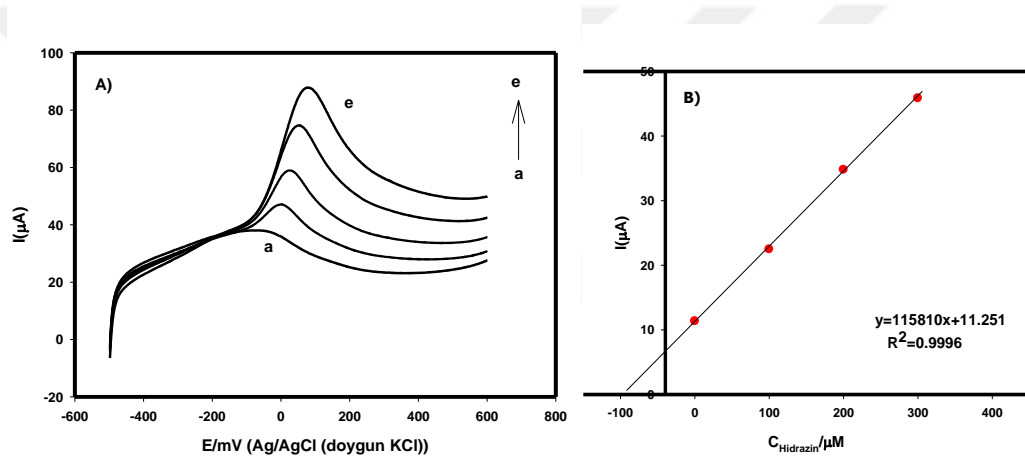 A)
e
e
a
a
100
80
60
40
20
0
-20
-600
-400
-200
0
200
400
600
800
I(μA)
E/mV (Ag/AgCl (doygun KCl))
B)
50
40
30
20
10
0
-100
0
100
200
300
400
I(μA)
y=115810x+11.251
R2=0.9996
CHidrazin/μM